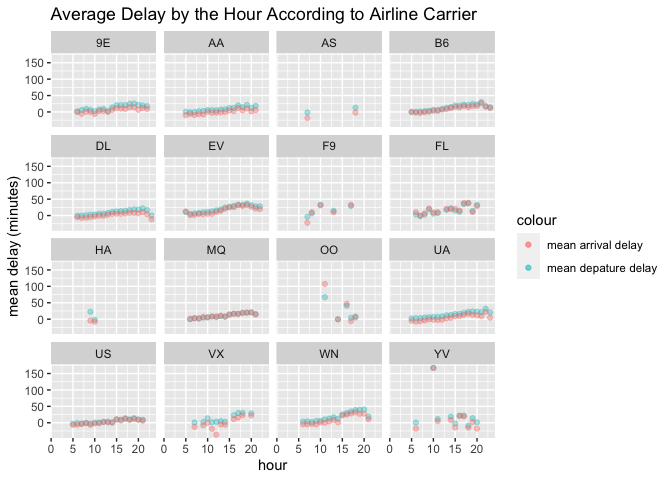 Average Delay by the Hour According to Airline Carrier
9E AA AS B6
150
100
50
0
DL EV F9 FL
150
100
50
0
HA MQ OO UA
150
100
50
0
US VX WN YV
150
100
50
0
0 5 10 15 20 0 5 10 15 20 0 5 10 15 20 0 5 10 15 20
hour
mean delay (minutes)
colour
mean arrival delay
mean depature delay